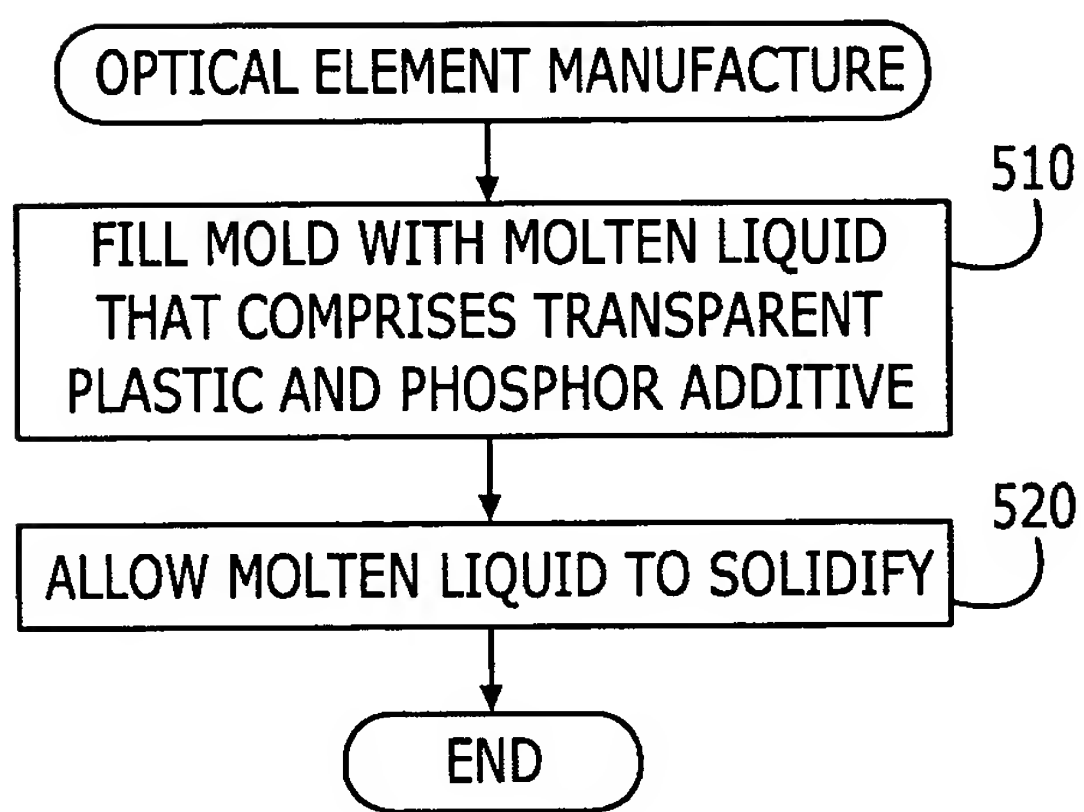 OPTICAL ELEMENT MANUFACTURE
510
FILL MOLD WITH MOLTEN LIQUID
THAT COMPRISES TRANSPARENT
PLASTIC AND PHOSPHOR ADDITIVE
520
ALLOW MOLTEN LIQUID TO SOLIDIFY
END